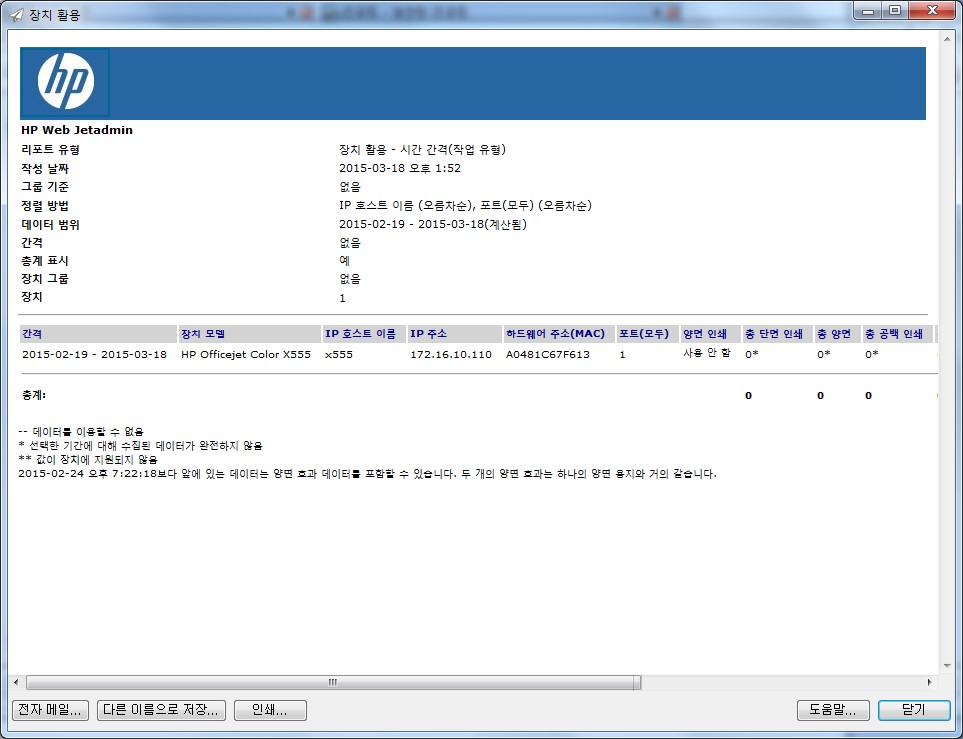 장치 활용
hp
HP Web Jetadmin
리포트 유형 장치 활용 - 시간 간격(작업 유형)
작성 날짜 2015-03-18 오후 1:52
그룹 기준 없음
정렬 방법 IP 호스트 이름 (오름차순), 포트(모두) (오름차순)
데이터 범위 2015-02-19 - 2015-03-18(계산됨)
간격 없음
총계 표시 예
장치 그룹 없음
장치 1
간격 장치 모델 IP 호스트 이름 IP 주소 하드웨어 주소(MAC) 포트(모두) 양면 인쇄 총 단면 인쇄 총 양면 총 공백 인쇄
2015-02-19 - 2015-03-18 HP Officejet Color X555 x555 172.16.10.110 A0481C67F613 1 사용 안 함 0* 0* 0*
총계: 0 0 0
-- 데이터를 이용할 수 없음
* 선택한 기간에 대해 수집된 데이터가 완전하지 않음
** 값이 장치에 지원되지 않음
2015-02-24 오후 7:22:18보다 앞에 있는 데이터는 양면 효과 데이터를 포함할 수 있습니다. 두 개의 양면 효과는 하나의 양면 용지와 거의 같습니다.
전자 메일... 다른 이름으로 저장... 인쇄... 도움말... 닫기